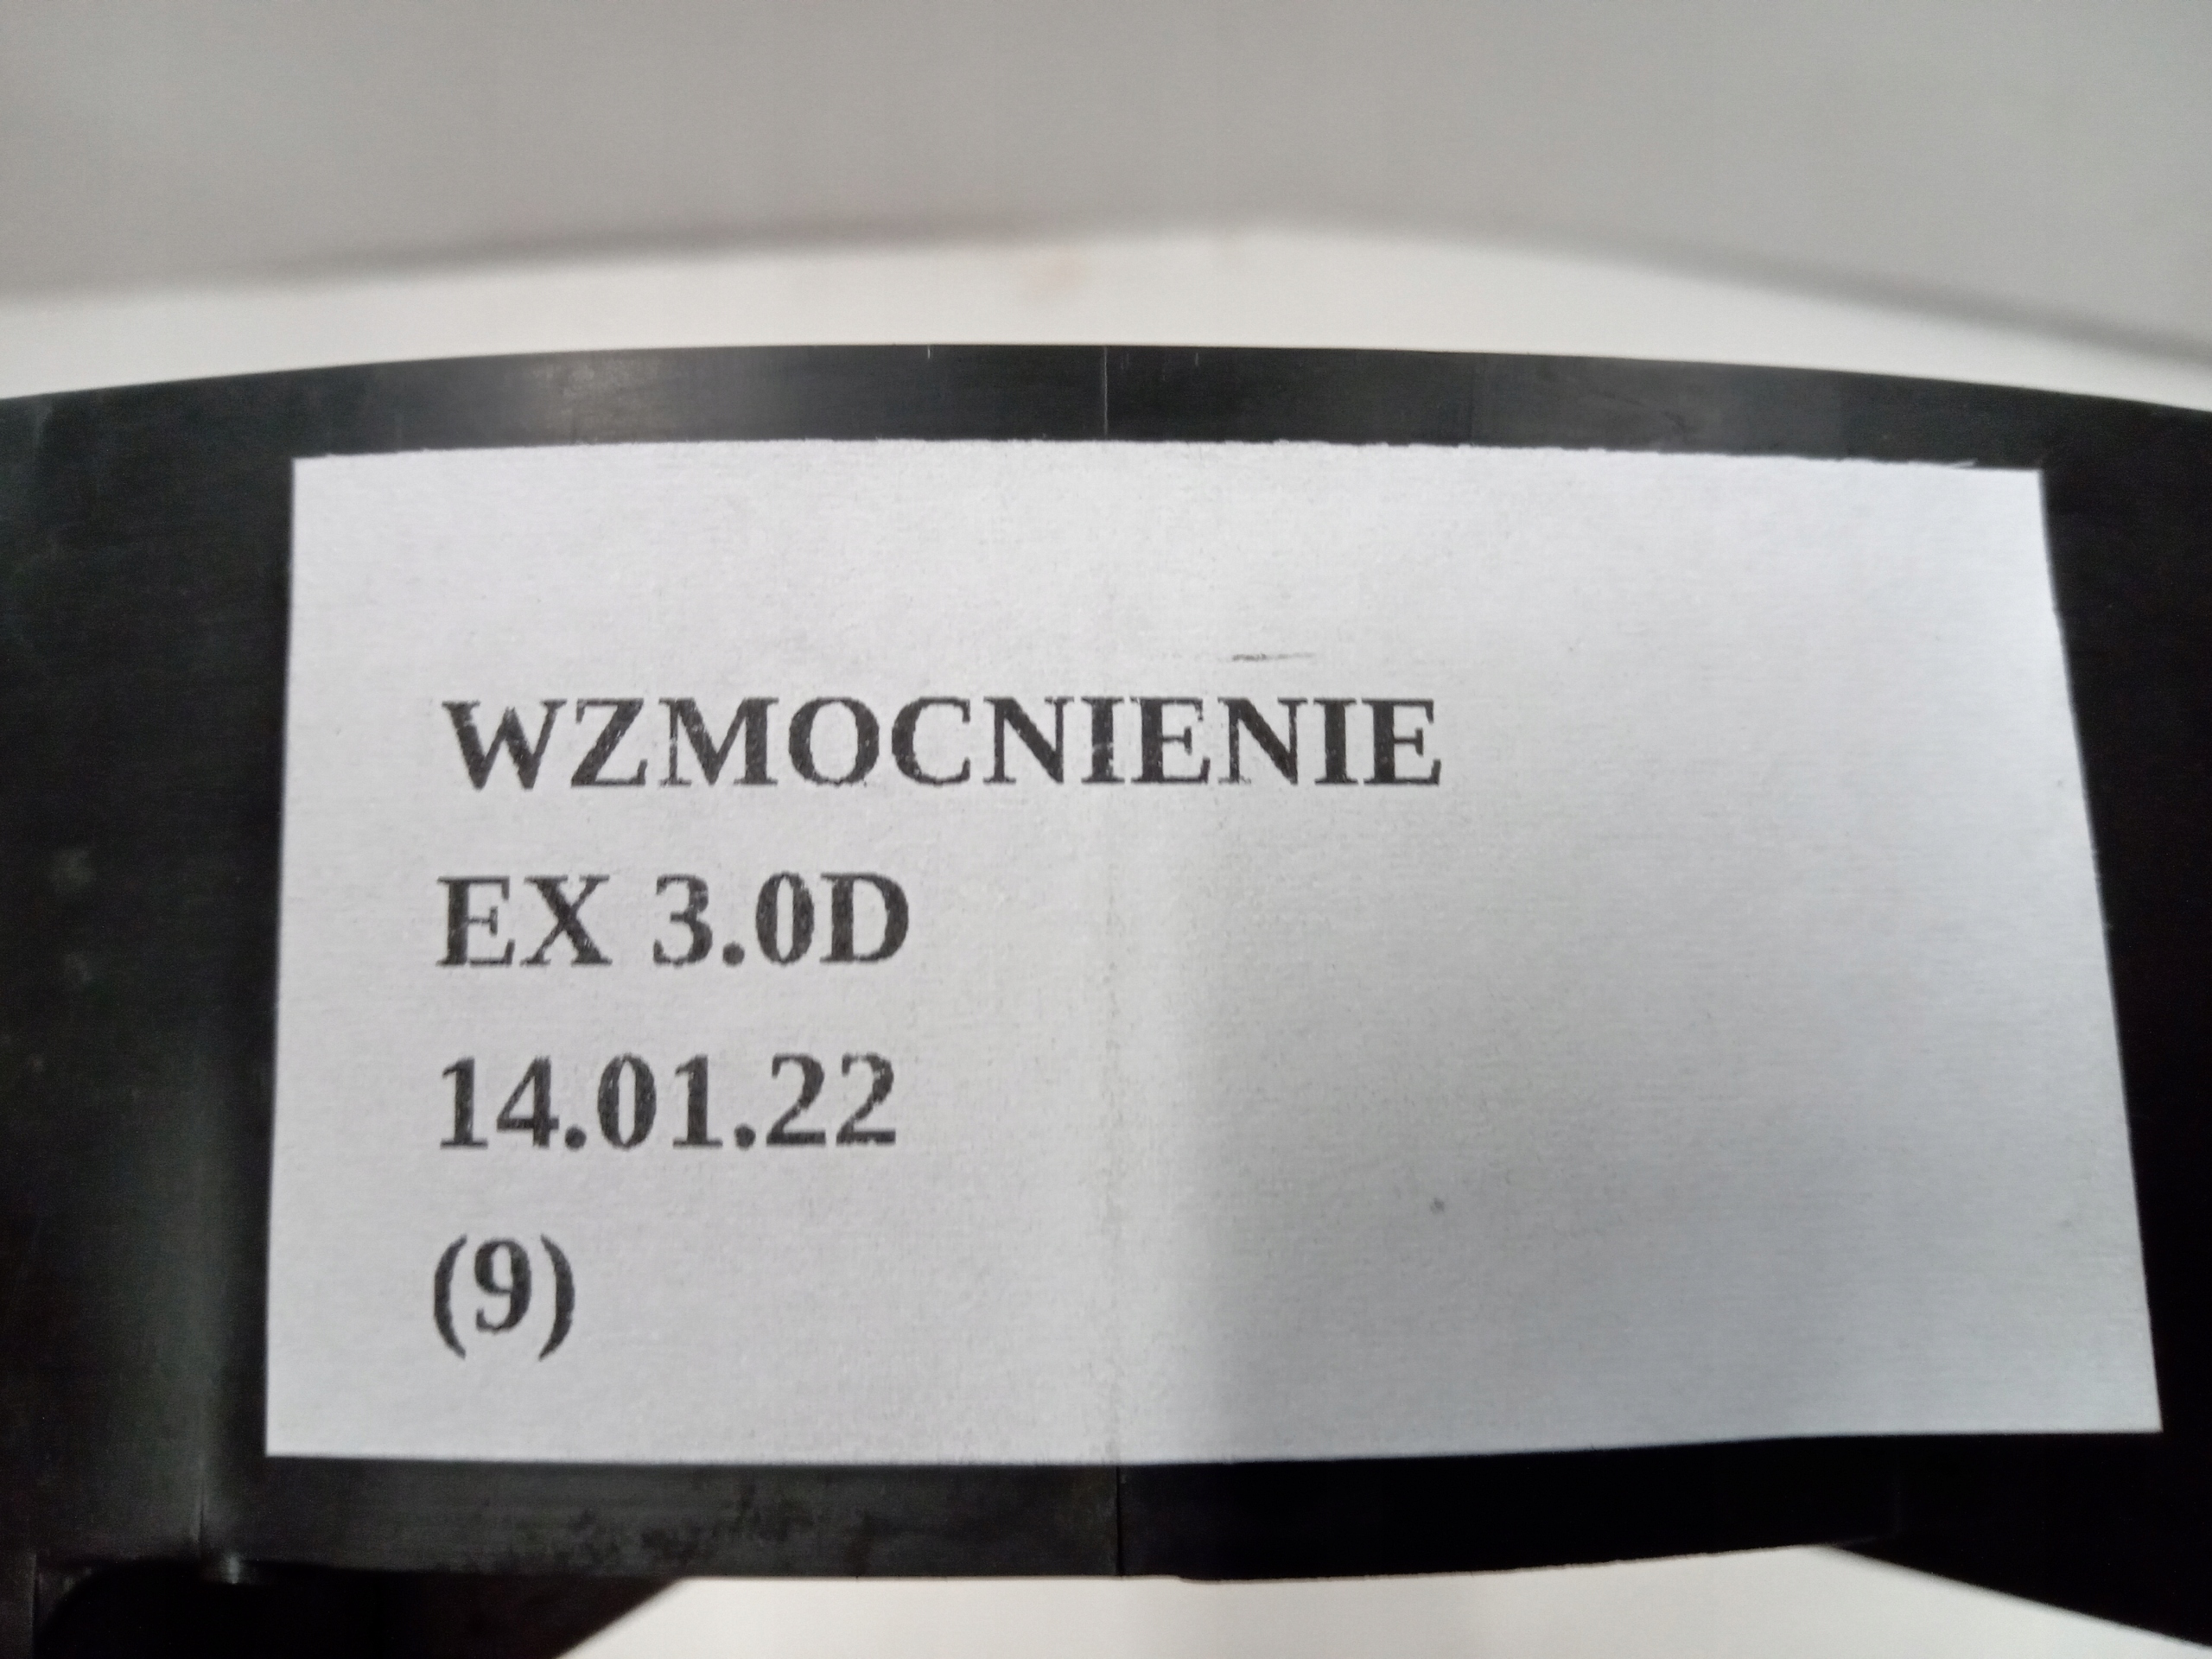 WZMOCNIENIE
EX 3.0D
14.01.22
(9)